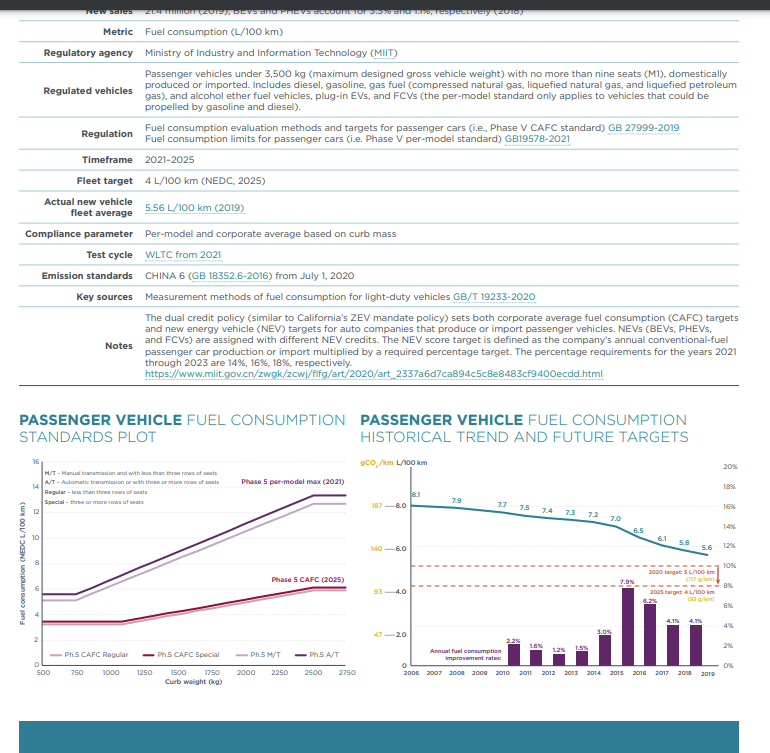 New sales 21.4 million (2019), BEVs and PHEVs account for 3.3% and 1.1%, respectively (2018)
Metric Fuel consumption (L/100 km)
Regulatory agency Ministry of Industry and Information Technology (MIIT)
Regulated vehicles Passenger vehicles under 3,500 kg (maximum designed gross vehicle weight) with no more than nine seats (M1), domestically
produced or imported. Includes diesel, gasoline, gas fuel (compressed natural gas, liquefied natural gas, and liquefied petroleum
gas), and alcohol ether fuel vehicles, plug-in EVs, and FCVs (the per-model standard only applies to vehicles that could be
propelled by gasoline and diesel).
Regulation Fuel consumption evaluation methods and targets for passenger cars (i.e., Phase V CAFC standard) GB 27999-2019
Fuel consumption limits for passenger cars (i.e. Phase V per-model standard) GB19578-2021
Timeframe 2021–2025
Fleet target 4 L/100 km (NEDC, 2025)
Actual new vehicle
fleet average 5.56 L/100 km (2019)
Compliance parameter Per-model and corporate average based on curb mass
Test cycle WLTC from 2021
Emission standards CHINA 6 (GB 18352.6-2016) from July 1, 2020
Key sources Measurement methods of fuel consumption for light-duty vehicles GB/T 19233-2020
Notes The dual credit policy (similar to California's ZEV mandate policy) sets both corporate average fuel consumption (CAFC) targets
and new energy vehicle (NEV) targets for auto companies that produce or import passenger vehicles. NEVs (BEVs, PHEVs,
and FCVs) are assigned with different NEV credits. The NEV score target is defined as the company's annual conventional-fuel
passenger car production or import multiplied by a required percentage target. The percentage requirements for the years 2021
through 2023 are 14%, 16%, 18%, respectively.
https://www.miit.gov.cn/zwgk/zcwj/flfg/art/2020/art_2337a6d7ca894c5c8e8483cf9400ecdd.html
PASSENGER VEHICLE FUEL CONSUMPTION
STANDARDS PLOT
16
14
12
10
8
6
4
2
0
Fuel consumption (NEDC L/100 km)
M/T – Manual transmission and with less than three rows of seats
A/T – Automatic transmission or with three or more rows of seats
Regular – less than three rows of seats
Special – three or more rows of seats
Phase 5 per-model max (2021)
Phase 5 CAFC (2025)
Ph.5 CAFC Regular Ph.5 CAFC Special Ph.5 M/T Ph.5 A/T
500 750 1000 1250 1500 1750 2000 2250 2500 2750
Curb weight (kg)
PASSENGER VEHICLE FUEL CONSUMPTION
HISTORICAL TREND AND FUTURE TARGETS
gCO2/km L/100 km
187 8.0
140 6.0
93 4.0
47 2.0
0
8.1 7.9 7.7 7.5 7.4 7.3 7.2 7.0 6.5 6.1 5.8 5.6
2020 target: 5 L/100 km
(117 g/km)
2025 target: 4 L/100 km
(93 g/km)
Annual fuel consumption
improvement rates:
2.2% 1.6% 1.2% 1.5% 3.0% 7.9% 6.2% 4.1% 4.1%
20%
18%
16%
14%
12%
10%
8%
6%
4%
2%
0%
2006 2007 2008 2009 2010 2011 2012 2013 2014 2015 2016 2017 2018 2019